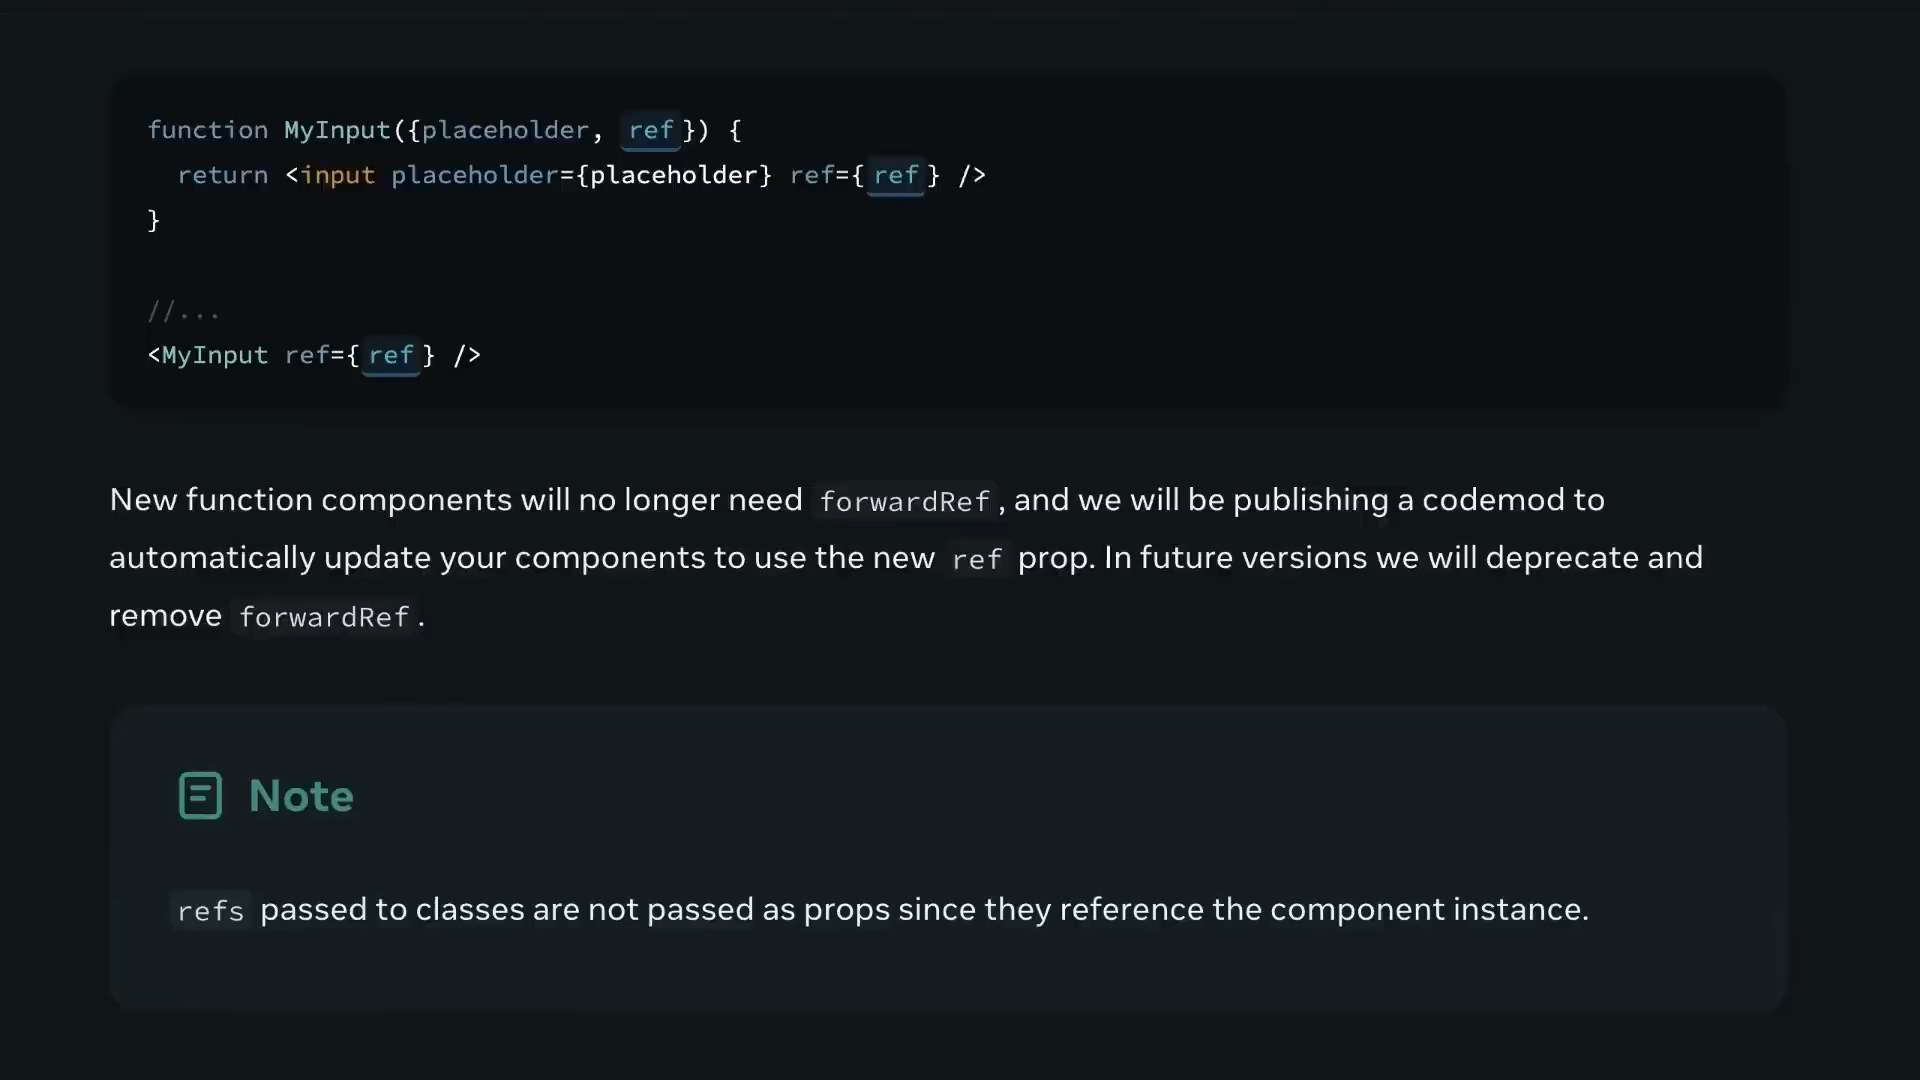 function MyInput({placeholder, ref}) {
  return <input placeholder={placeholder} ref={ref} />
}
//...
<MyInput ref={ref} />
New function components will no longer need forwardRef, and we will be publishing a codemod to
automatically update your components to use the new ref prop. In future versions we will deprecate and
remove forwardRef.
Note
refs passed to classes are not passed as props since they reference the component instance.